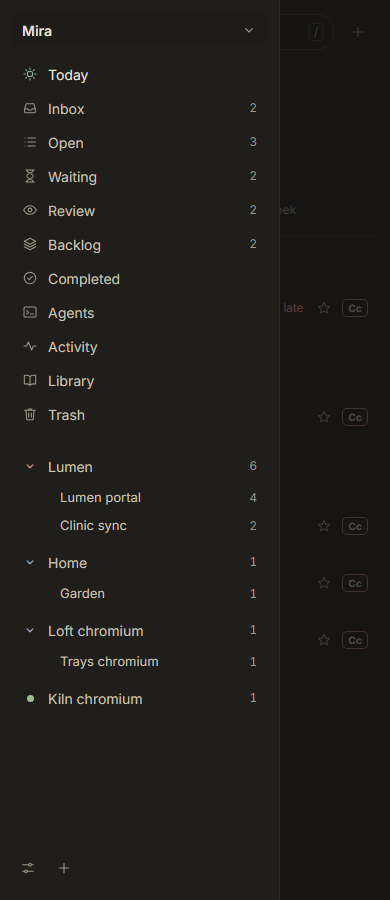 Mira
/
Today
Inbox 2
Open 3
Waiting 2
Review 2
eek
Backlog 2
Completed
late Cc
Agents
Activity
Library
Trash
Cc
Lumen 6
Lumen portal 4
Clinic sync 2
Cc
Home 1
Cc
Garden 1
Loft chromium 1
Cc
Trays chromium 1
Kiln chromium 1